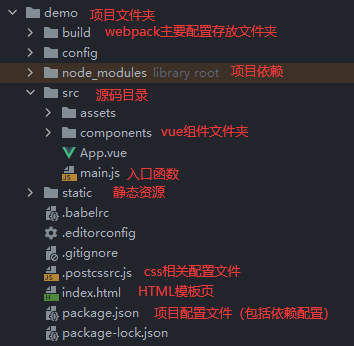 demo 项目文件夹
build webpack主要配置存放文件夹
config
node_modules library root 项目依赖
src 源码目录
assets
components vue组件文件夹
App.vue
main.js 入口函数
static 静态资源
.babelrc
.editorconfig
.gitignore
.postcssrc.js css相关配置文件
index.html HTML模板页
package.json 项目配置文件（包括依赖配置）
package-lock.json